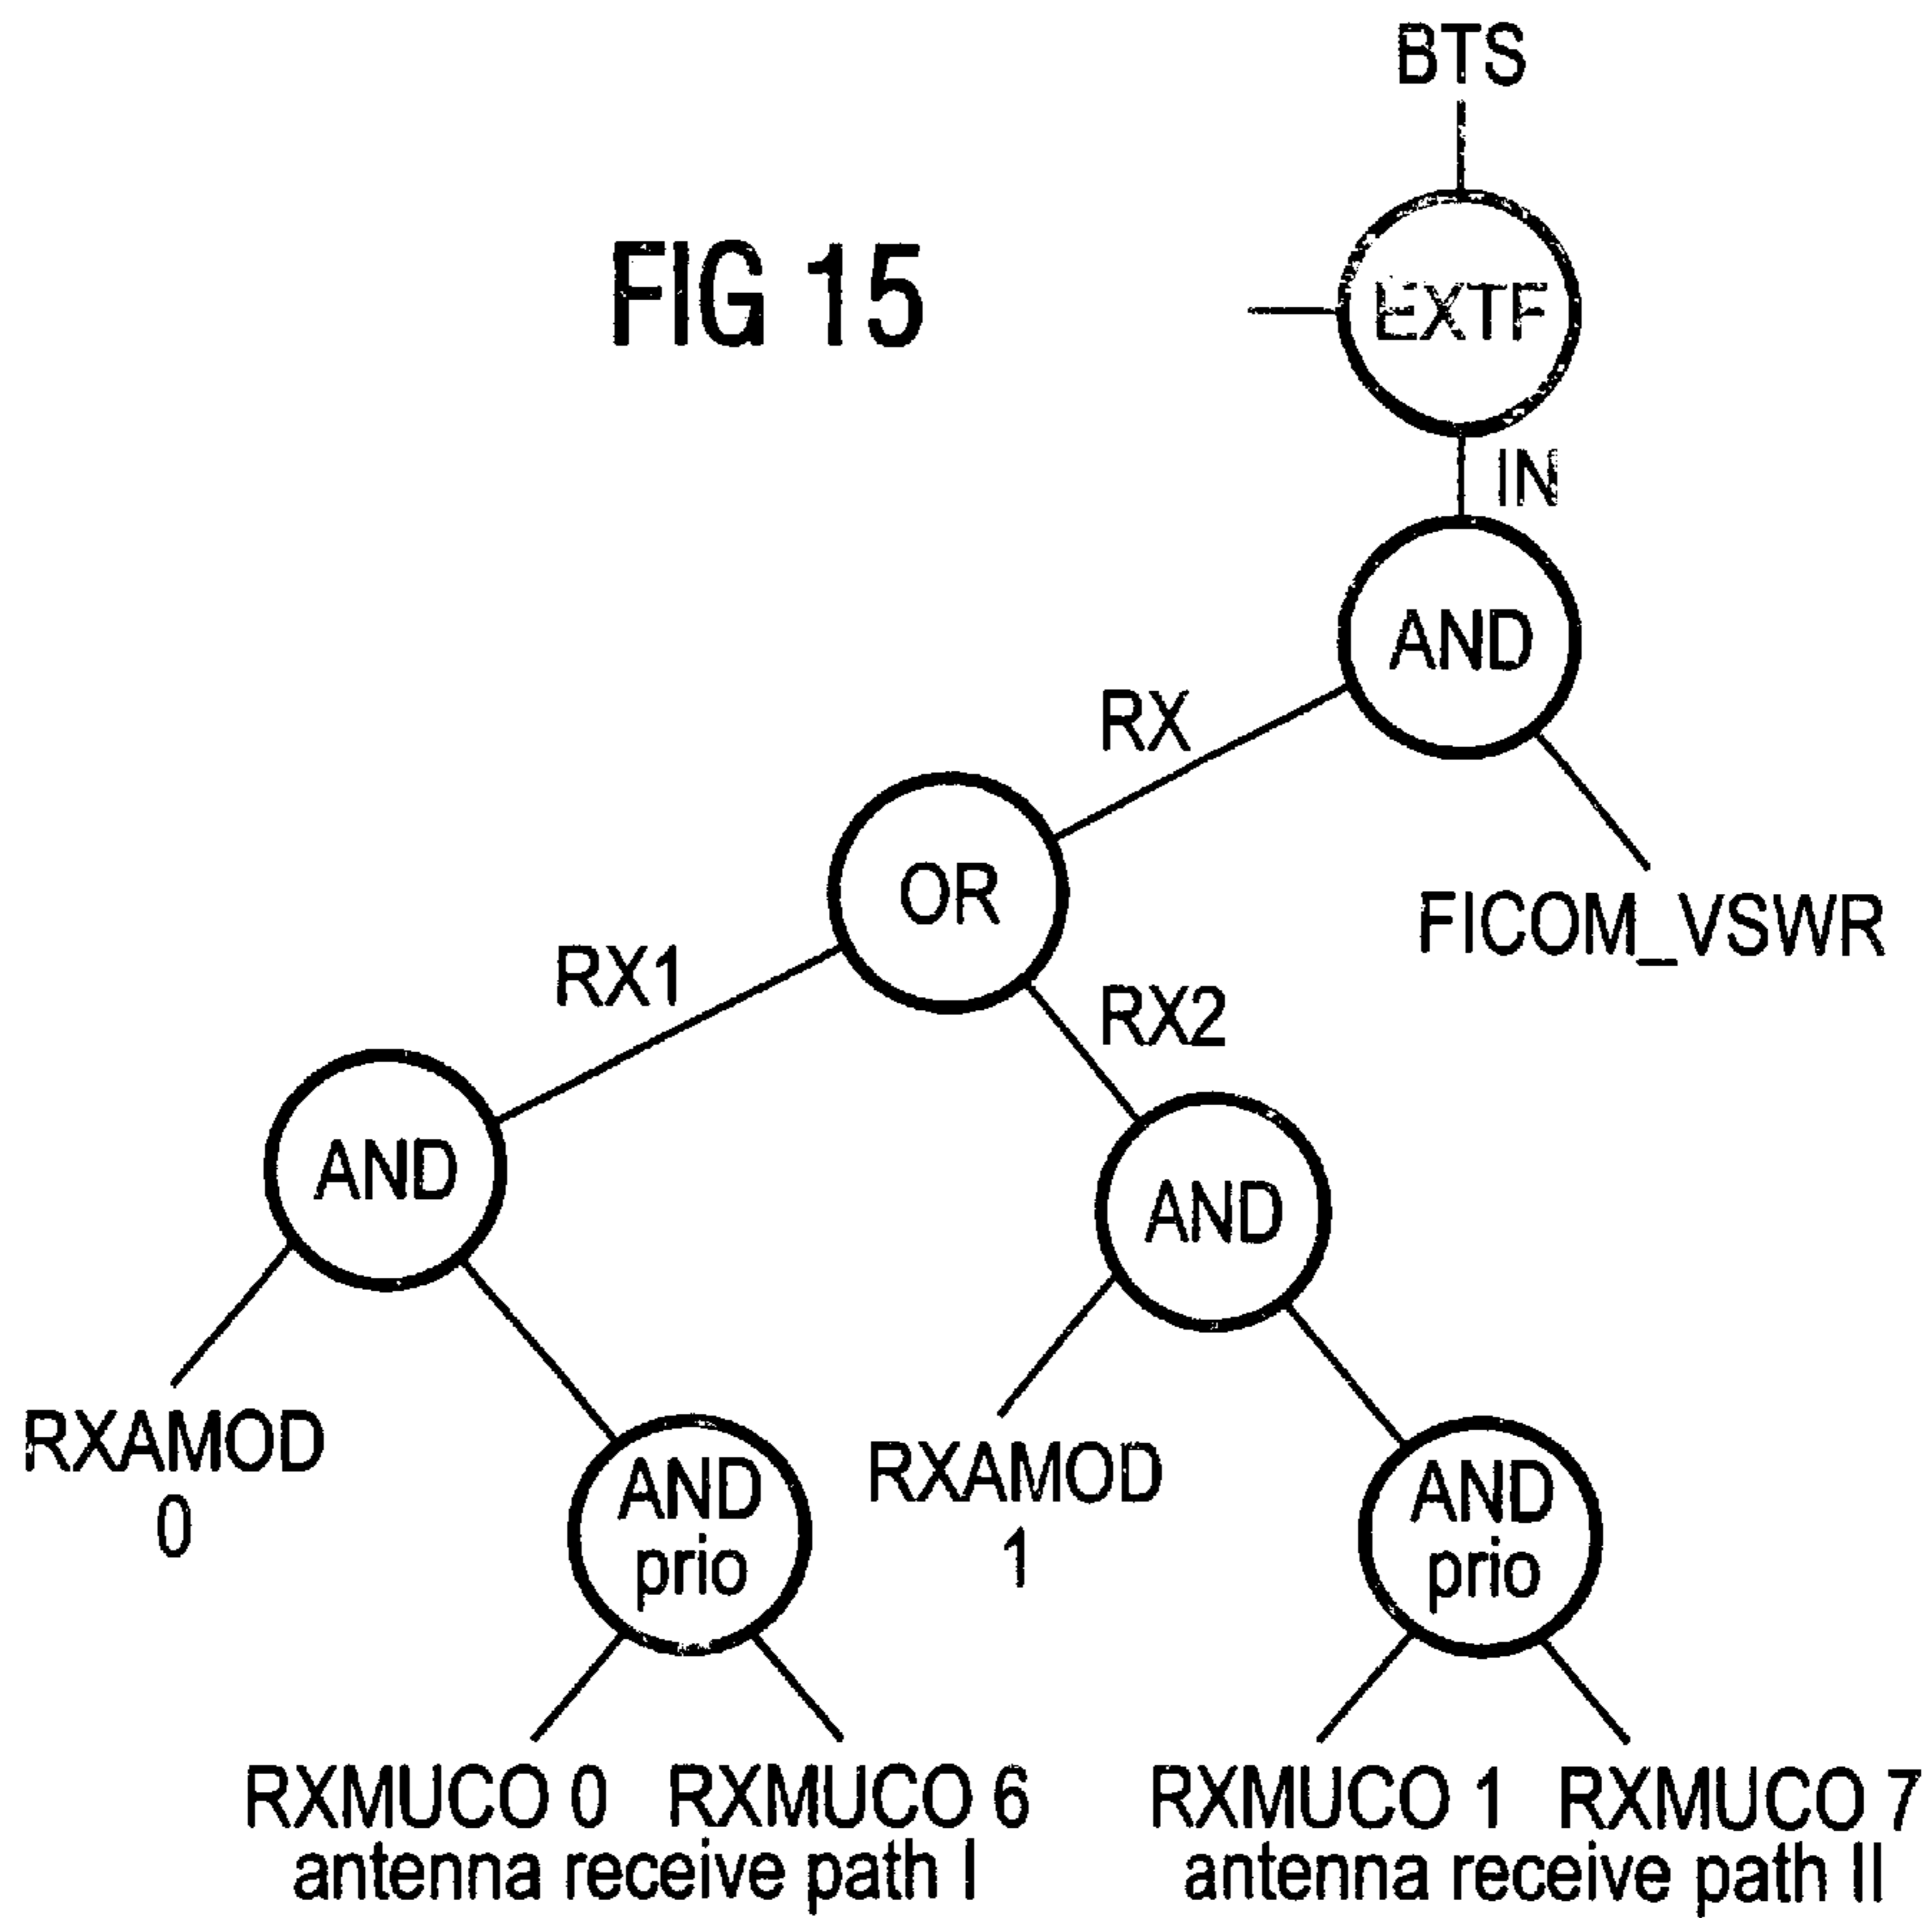 BTS
FIG 15
EXTF
IN
AND
RX
OR
FICOM_VSWR
RX1
RX2
AND
AND
RXAMOD
0
AND
prio
RXAMOD
1
AND
prio
RXMUCO 0 RXMUCO 6
antenna receive path I
RXMUCO 1 RXMUCO 7
antenna receive path II